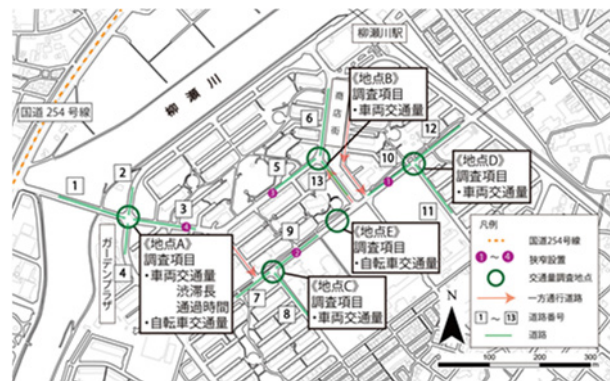 柳瀬川駅
国道254号線
柳瀬川
商店街
《地点B》
調査項目
・車両交通量
《地点D》
調査項目
・車両交通量
《地点A》
調査項目
・車両交通量
渋滞長
通過時間
・自転車交通量
《地点E》
調査項目
・自転車交通量
《地点C》
調査項目
・車両交通量
ガーデンプラザ
1
2
3
4
5
6
7
8
9
10
11
12
13
凡例
国道254号線
1 ~ 4 狭窄設置
交通量調査地点
一方通行道路
1 ~ 13 道路番号
道路
N
0 100 200 300 m